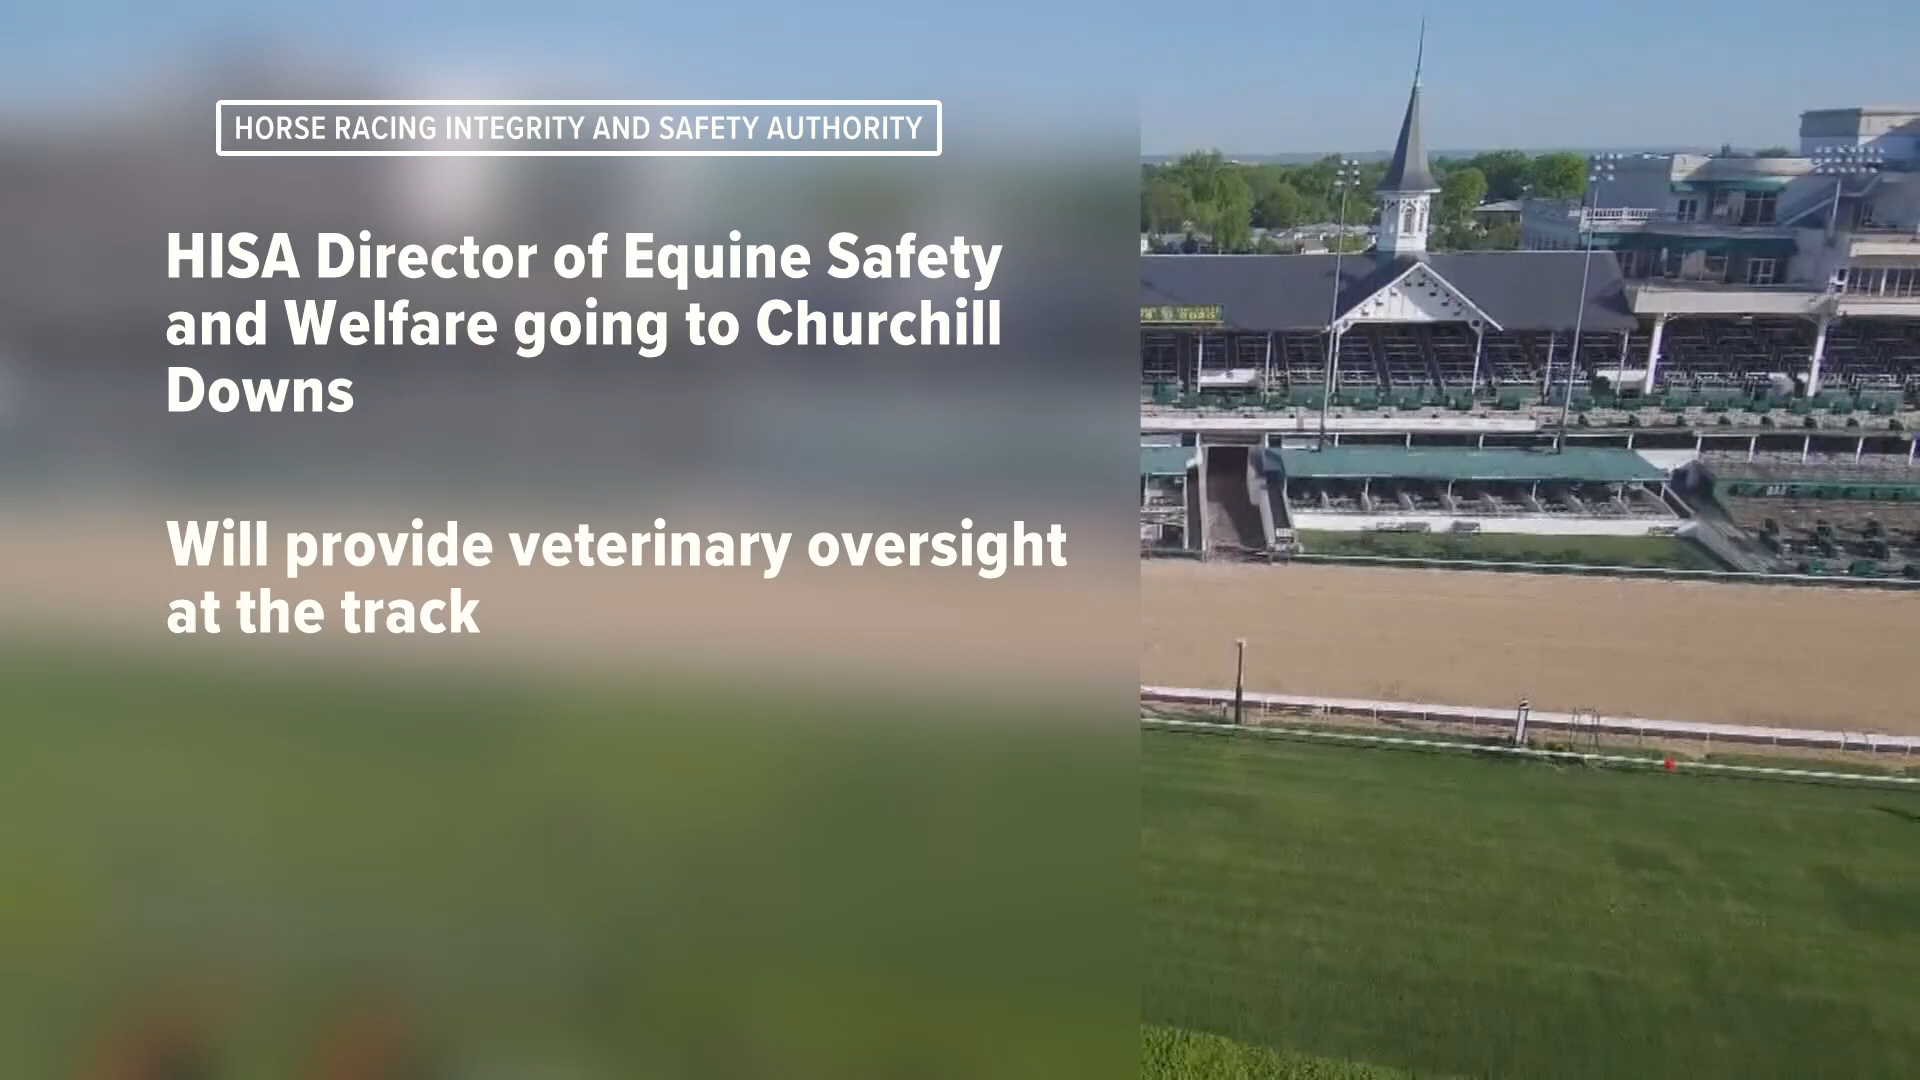 HORSE RACING INTEGRITY AND SAFETY AUTHORITY
HISA Director of Equine Safety
and Welfare going to Churchill
Downs
Will provide veterinary oversight
at the track